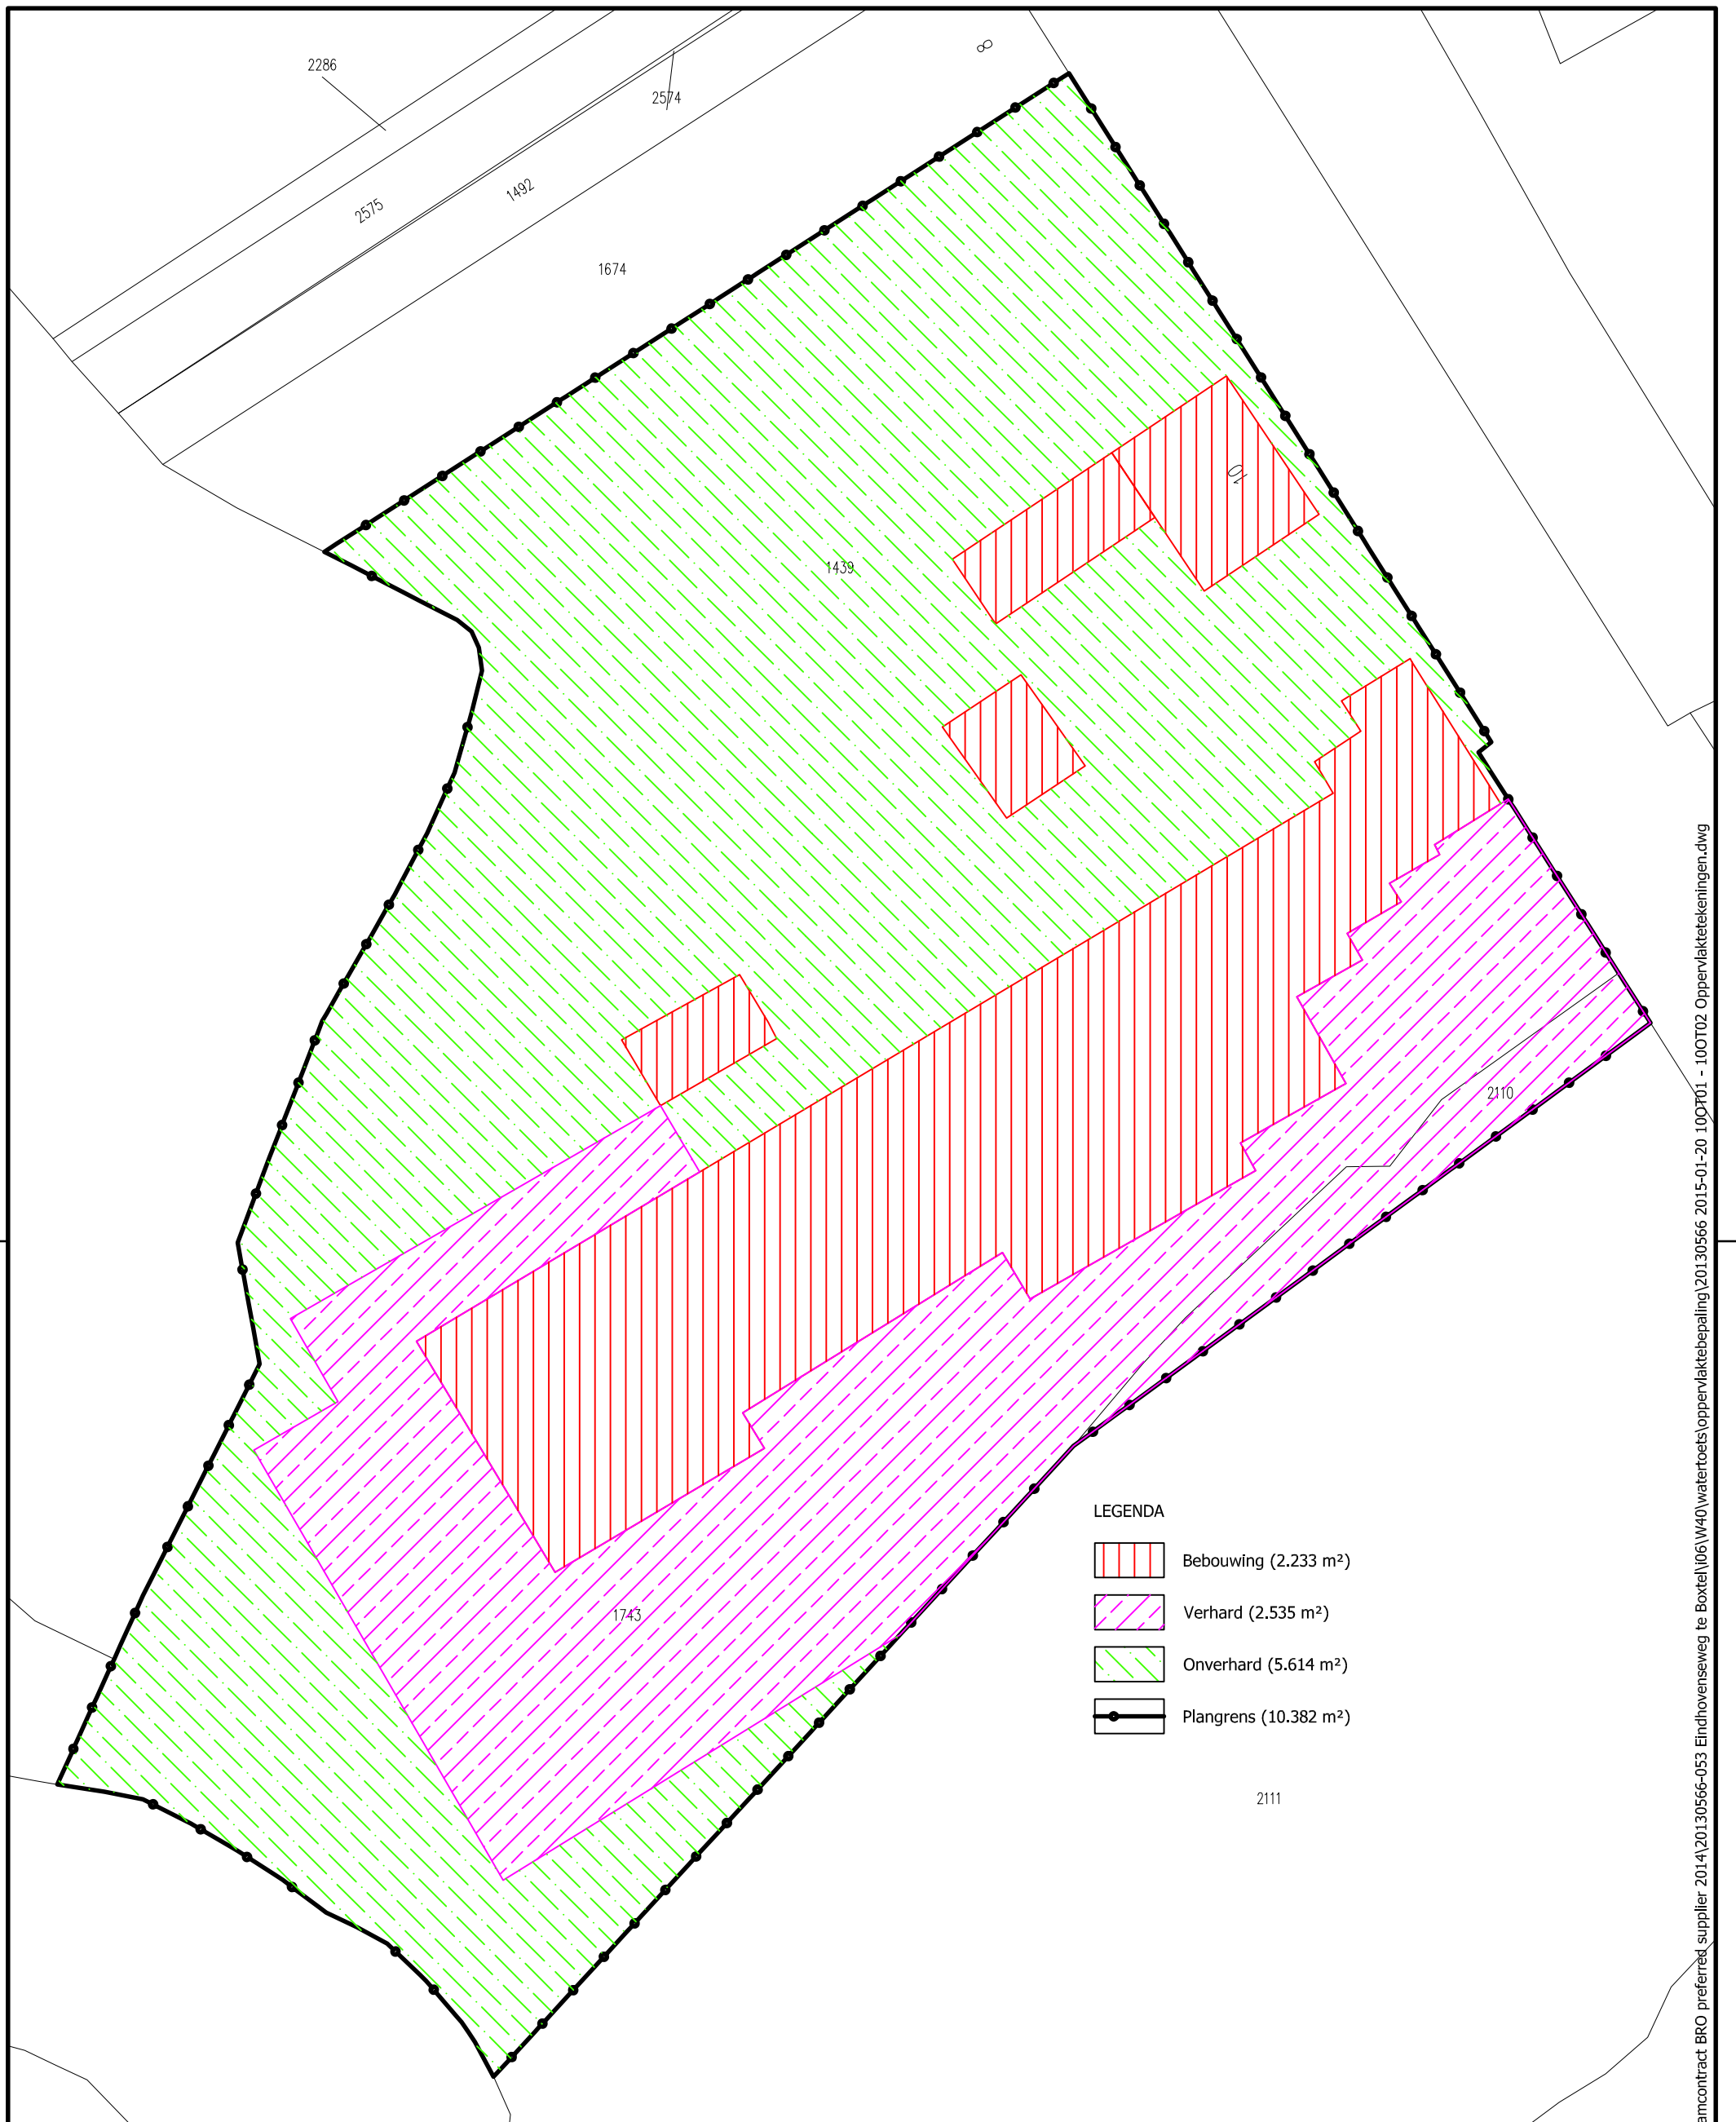 8
2286
2574
1492
2575
1674
10
1439
2110
LEGENDA
Bebouwing (2.233 m²)
Verhard (2.535 m²)
1743
Onverhard (5.614 m²)
Plangrens (10.382 m²)
2111
amcontract BRO preferred supplier 2014\20130566-053 Eindhovenseweg te Boxtel\i06\W40\watertoets\oppervlaktebepaling\20130566 2015-01-20 10OT01 - 10OT02 Oppervlaktetekeningen.dwg